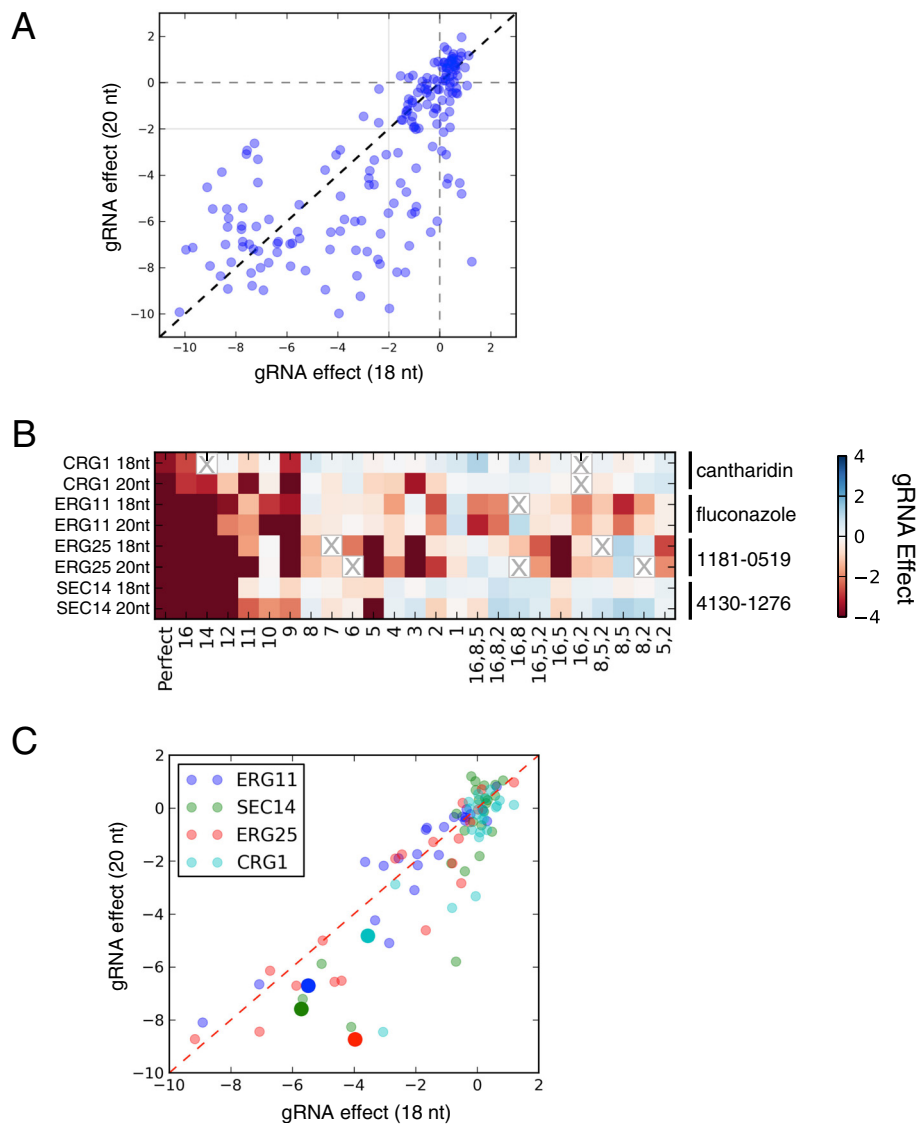 A
2
0
−2
−4
−6
−8
−10
gRNA effect (20 nt)
−10 −8 −6 −4 −2 0 2
gRNA effect (18 nt)
B
CRG1 18nt
CRG1 20nt
ERG11 18nt
ERG11 20nt
ERG25 18nt
ERG25 20nt
SEC14 18nt
SEC14 20nt
X X
X
X
X X
X X X
cantharidin
fluconazole
1181-0519
4130-1276
4
2
0
−2
−4
gRNA Effect
Perfect 16 14 12 11 10 9 8 7 6 5 4 3 2 1 16,8,5 16,8,2 16,8 16,5,2 16,5 16,2 8,5,2 8,5 8,2 5,2
C
2
0
−2
−4
−6
−8
−10
gRNA effect (20 nt)
ERG11
SEC14
ERG25
CRG1
−10 −8 −6 −4 −2 0 2
gRNA effect (18 nt)